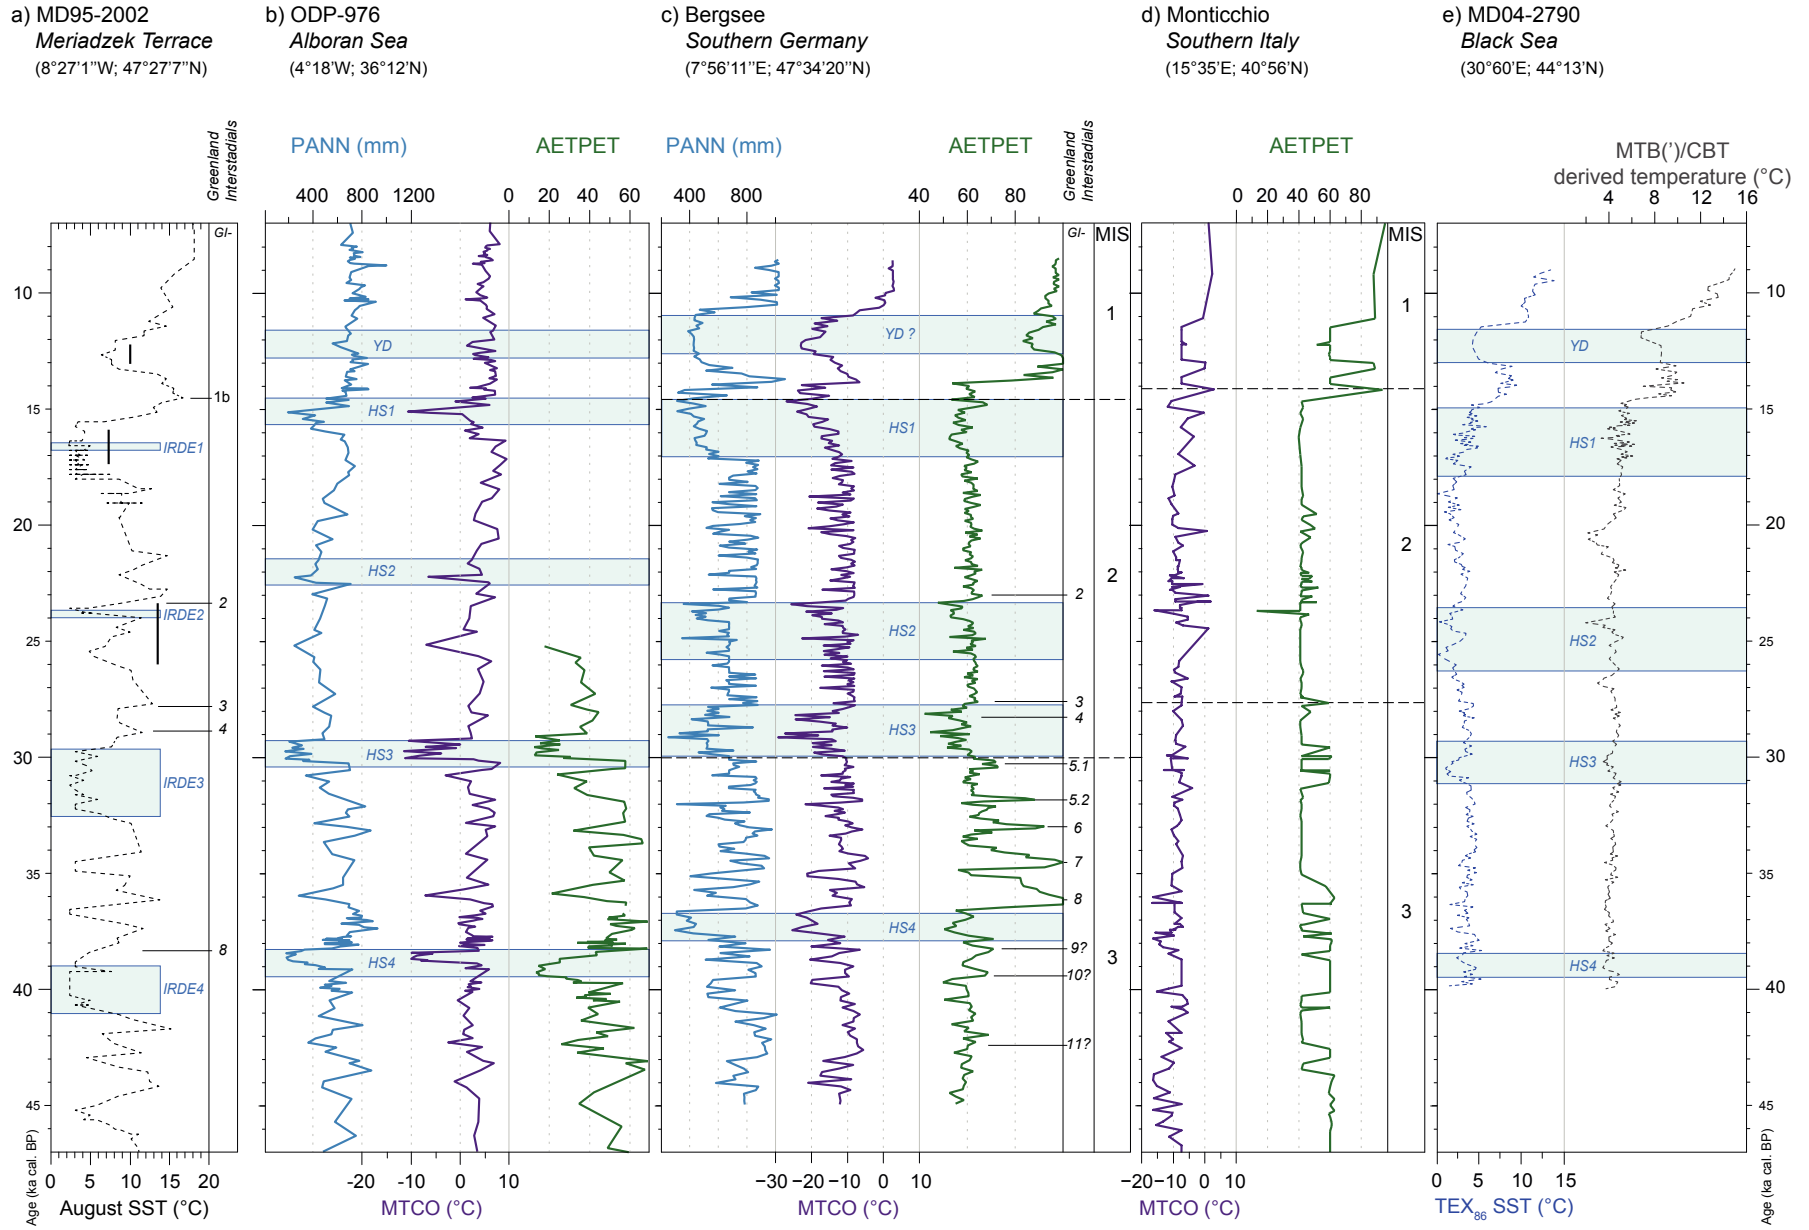 a) MD95-2002
Meriadzek Terrace
(8°27'1''W; 47°27'7''N)
b) ODP-976
Alboran Sea
(4°18'W; 36°12'N)
c) Bergsee
Southern Germany
(7°56'11''E; 47°34'20''N)
d) Monticchio
Southern Italy
(15°35'E; 40°56'N)
e) MD04-2790
Black Sea
(30°60'E; 44°13'N)
Greenland
Interstadials
PANN (mm)
AETPET
PANN (mm)
AETPET
Greenland
Interstadials
AETPET
MTB(')/CBT
derived temperature (°C)
400 800 1200 0 20 40 60
400 800 40 60 80
0 20 40 60 80
4 8 12 16
GI-
GI-
MIS
MIS
10
15
20
25
30
35
40
45
1b
2
3
4
8
IRDE1
IRDE2
IRDE3
IRDE4
YD
HS1
HS2
HS3
HS4
YD ?
HS1
HS2
HS3
HS4
2
3
4
5.1
5.2
6
7
8
9?
10?
11?
1
2
3
1
2
3
YD
HS1
HS2
HS3
HS4
10
15
20
25
30
35
40
45
Age (ka cal. BP)
0 5 10 15 20
August SST (°C)
-20 -10 0 10
MTCO (°C)
−30 −20 −10 0 10
MTCO (°C)
−20 −10 0 10
MTCO (°C)
0 5 10 15
TEX86 SST (°C)
Age (ka cal. BP)